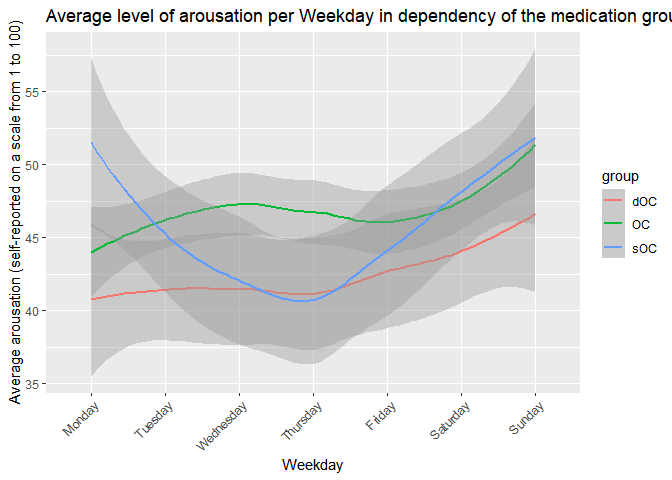 Average level of arousation per Weekday in dependency of the medication grou
Average arousation (self-reported on a scale from 1 to 100)
55
50
45
40
35
Monday
Tuesday
Wednesday
Thursday
Friday
Saturday
Sunday
Weekday
group
dOC
OC
sOC